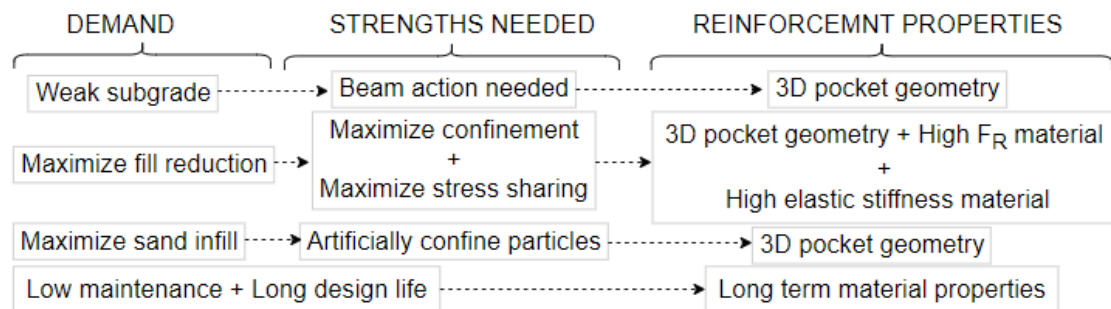 DEMAND STRENGTHS NEEDED REINFORCEMNT PROPERTIES
Weak subgrade Beam action needed 3D pocket geometry
Maximize fill reduction
Maximize confinement
+
Maximize stress sharing
3D pocket geometry + High FR material
+
High elastic stiffness material
Maximize sand infill Artificially confine particles 3D pocket geometry
Low maintenance + Long design life Long term material properties